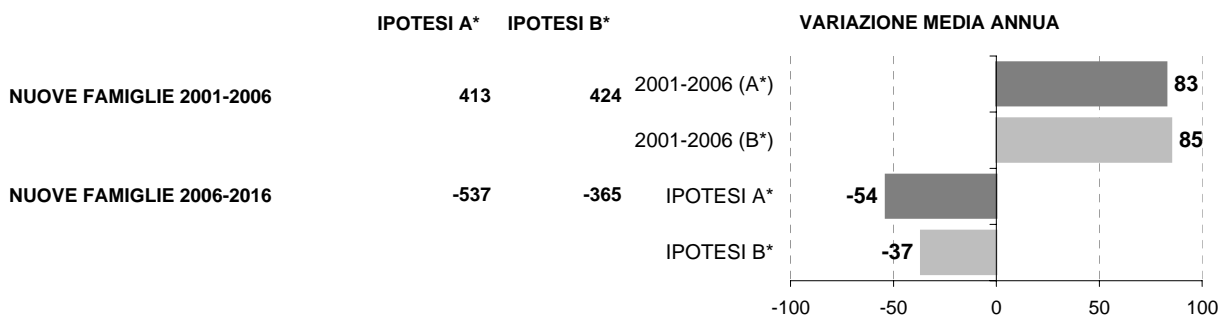 IPOTESI A* IPOTESI B* VARIAZIONE MEDIA ANNUA
NUOVE FAMIGLIE 2001-2006 413 424 2001-2006 (A*) 83
2001-2006 (B*) 85
NUOVE FAMIGLIE 2006-2016 -537 -365 IPOTESI A* -54
IPOTESI B* -37
-100 -50 0 50 100